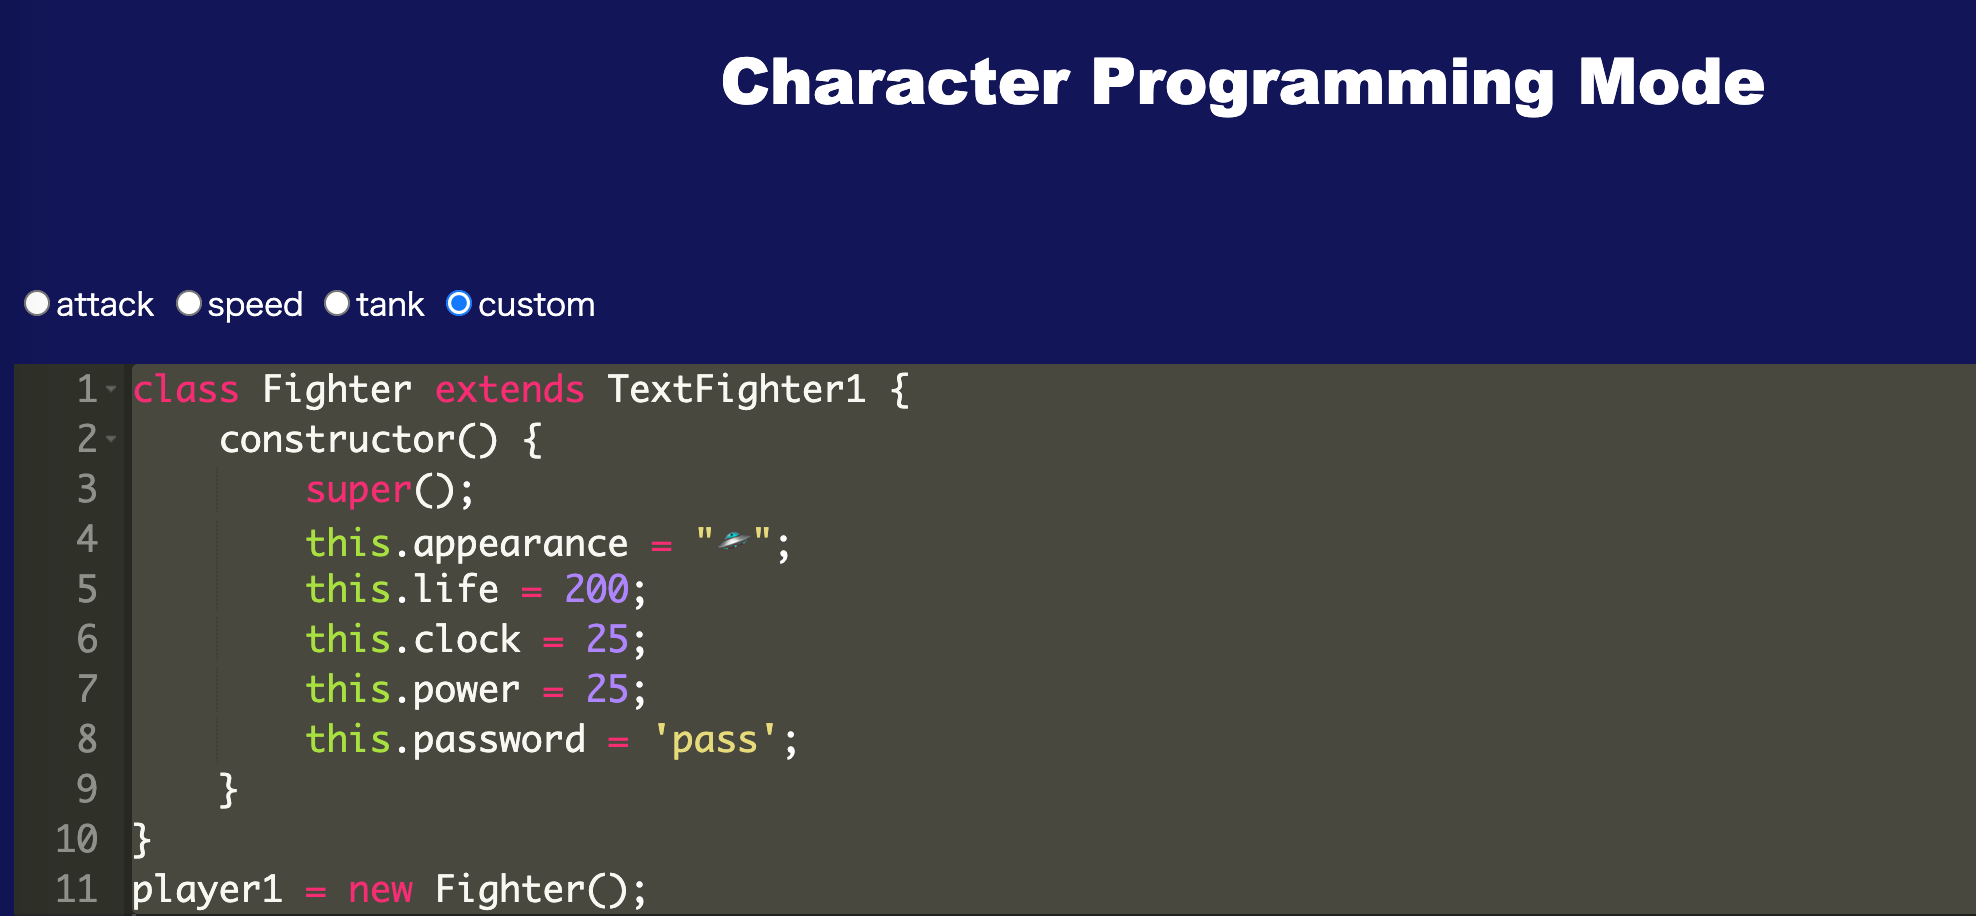 Character Programming Mode
attack speed tank custom
1 class Fighter extends TextFighter1 {
2 constructor() {
3 super();
4 this.appearance = "🛸";
5 this.life = 200;
6 this.clock = 25;
7 this.power = 25;
8 this.password = 'pass';
9 }
10 }
11 player1 = new Fighter();